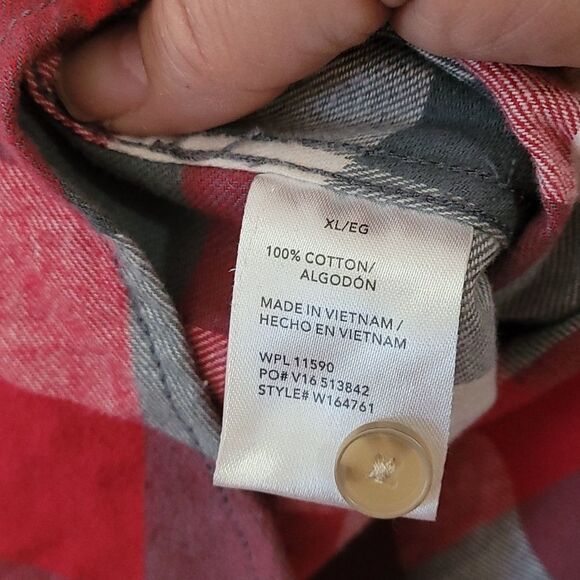 XL/EG
100% COTTON/
ALGODÓN
MADE IN VIETNAM /
HECHO EN VIETNAM
WPL 11590
PO# V16 513842
STYLE# W164761